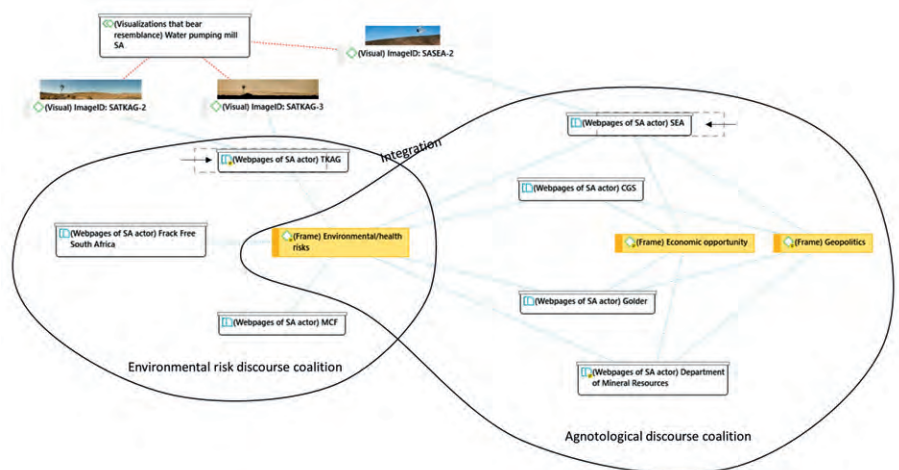 (Visualizations that bear
resemblance) Water pumping mill
SA
(Visual) ImageID: SASEA-2
(Visual) ImageID: SATKAG-2
(Visual) ImageID: SATKAG-3
(Webpages of SA actor) SEA
Integration
(Webpages of SA actor) TKAG
(Webpages of SA actor) CGS
(Webpages of SA actor) Frack Free
South Africa
(Frame) Environmental/health
risks
(Frame) Economic opportunity
(Frame) Geopolitics
(Webpages of SA actor) Golder
(Webpages of SA actor) MCF
Environmental risk discourse coalition
(Webpages of SA actor) Department
of Mineral Resources
Agnotological discourse coalition